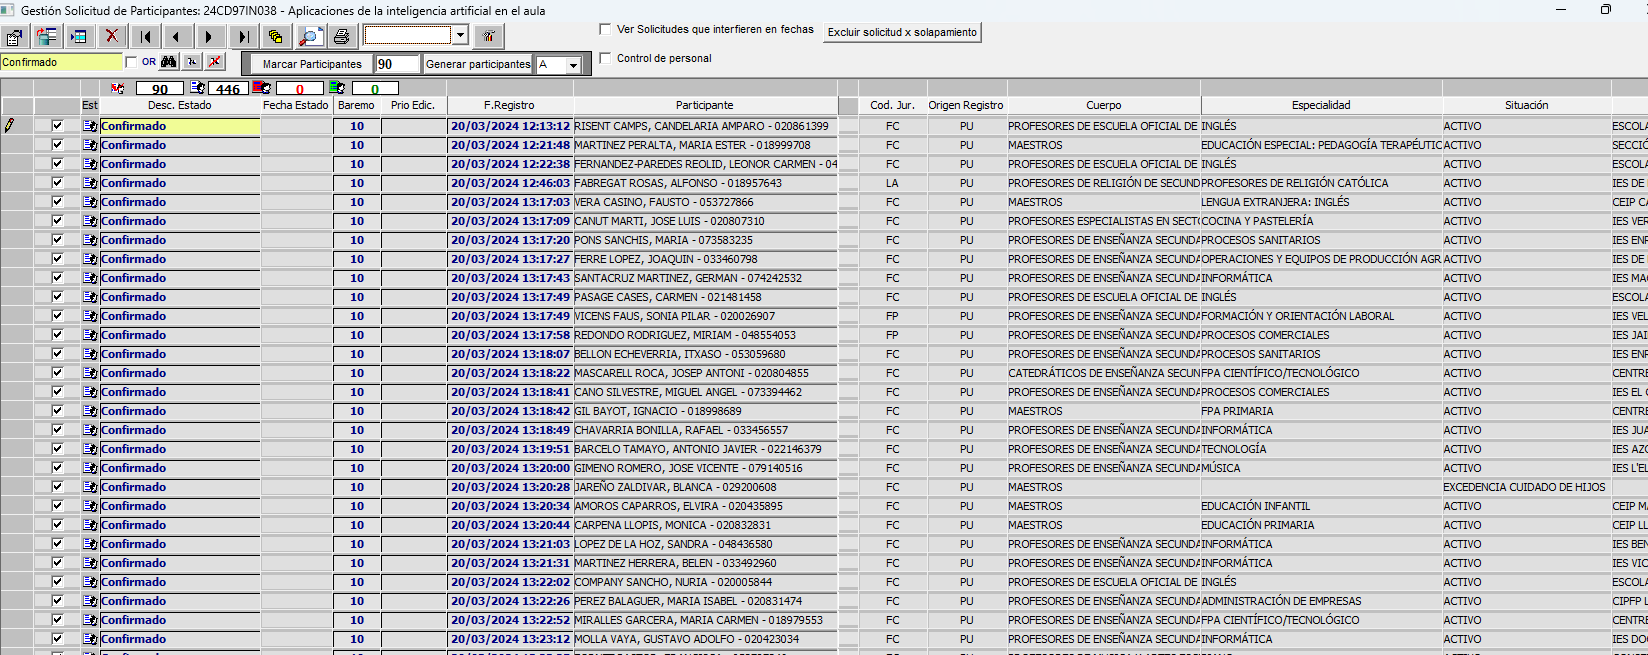 Gestión Solicitud de Participantes: 24CD97IN038 - Aplicaciones de la inteligencia artificial en el aula
Ver Solicitudes que interfieren en fechas Excluir solicitud x solapamiento
Confirmado OR Marcar Participantes 90 Generar participantes A Control de personal
90 446 0 0
Est Desc. Estado Fecha Estado Baremo Prio Edic. F.Registro Participante Cod. Jur. Origen Registro Cuerpo Especialidad Situación
Confirmado 10 20/03/2024 12:13:12 RISENT CAMPS, CANDELARIA AMPARO - 020861399 FC PU PROFESORES DE ESCUELA OFICIAL DE INGLÉS ACTIVO ESCOLA
Confirmado 10 20/03/2024 12:21:48 MARTINEZ PERALTA, MARIA ESTER - 018999708 FC PU MAESTROS EDUCACIÓN ESPECIAL: PEDAGOGÍA TERAPÉUTIC ACTIVO SECCIÓ
Confirmado 10 20/03/2024 12:22:38 FERNANDEZ-PAREDES REOLID, LEONOR CARMEN - 04 FC PU PROFESORES DE ESCUELA OFICIAL DE INGLÉS ACTIVO ESCOLA
Confirmado 10 20/03/2024 12:46:03 FABREGAT ROSAS, ALFONSO - 018957643 LA PU PROFESORES DE RELIGIÓN DE SECUND PROFESORES DE RELIGIÓN CATÓLICA ACTIVO IES DE
Confirmado 10 20/03/2024 13:17:03 VERA CASINO, FAUSTO - 053727866 FC PU MAESTROS LENGUA EXTRANJERA: INGLÉS ACTIVO CEIP CA
Confirmado 10 20/03/2024 13:17:09 CANUT MARTI, JOSE LUIS - 020807310 FC PU PROFESORES ESPECIALISTAS EN SECTO COCINA Y PASTELERÍA ACTIVO IES VER
Confirmado 10 20/03/2024 13:17:20 PONS SANCHIS, MARIA - 073583235 FC PU PROFESORES DE ENSEÑANZA SECUNDA PROCESOS SANITARIOS ACTIVO IES ENR
Confirmado 10 20/03/2024 13:17:27 FERRE LOPEZ, JOAQUIN - 033460798 FC PU PROFESORES DE ENSEÑANZA SECUNDA OPERACIONES Y EQUIPOS DE PRODUCCIÓN AGR ACTIVO IES DE
Confirmado 10 20/03/2024 13:17:43 SANTACRUZ MARTINEZ, GERMAN - 074242532 FC PU PROFESORES DE ENSEÑANZA SECUNDA INFORMÁTICA ACTIVO IES MA
Confirmado 10 20/03/2024 13:17:49 PASAGE CASES, CARMEN - 021481458 FC PU PROFESORES DE ESCUELA OFICIAL DE INGLÉS ACTIVO ESCOLA
Confirmado 10 20/03/2024 13:17:49 VICENS FAUS, SONIA PILAR - 020026907 FP PU PROFESORES DE ENSEÑANZA SECUNDA FORMACIÓN Y ORIENTACIÓN LABORAL ACTIVO IES VEL
Confirmado 10 20/03/2024 13:17:58 REDONDO RODRIGUEZ, MIRIAM - 048554053 FP PU PROFESORES DE ENSEÑANZA SECUNDA PROCESOS COMERCIALES ACTIVO IES JAI
Confirmado 10 20/03/2024 13:18:07 BELLON ECHEVERRIA, ITXASO - 053059680 FC PU PROFESORES DE ENSEÑANZA SECUNDA PROCESOS SANITARIOS ACTIVO IES ENR
Confirmado 10 20/03/2024 13:18:22 MASCARELL ROCA, JOSEP ANTONI - 020804855 FC PU CATEDRÁTICOS DE ENSEÑANZA SECUN FPA CIENTÍFICO/TECNOLÓGICO ACTIVO CENTRE
Confirmado 10 20/03/2024 13:18:41 CANO SILVESTRE, MIGUEL ANGEL - 073394462 FC PU PROFESORES DE ENSEÑANZA SECUNDA PROCESOS COMERCIALES ACTIVO IES EL
Confirmado 10 20/03/2024 13:18:42 GIL BAYOT, IGNACIO - 018998689 FC PU MAESTROS FPA PRIMARIA ACTIVO CENTRE
Confirmado 10 20/03/2024 13:18:49 CHAVARRIA BONILLA, RAFAEL - 033456557 FC PU PROFESORES DE ENSEÑANZA SECUNDA INFORMÁTICA ACTIVO IES JUA
Confirmado 10 20/03/2024 13:19:51 BARCELO TAMAYO, ANTONIO JAVIER - 022146379 FC PU PROFESORES DE ENSEÑANZA SECUNDA TECNOLOGÍA ACTIVO IES AZO
Confirmado 10 20/03/2024 13:20:00 GIMENO ROMERO, JOSE VICENTE - 079140516 FC PU PROFESORES DE ENSEÑANZA SECUNDA MÚSICA ACTIVO IES L'EL
Confirmado 10 20/03/2024 13:20:28 JAREÑO ZALDIVAR, BLANCA - 029200608 FC PU MAESTROS EXCEDENCIA CUIDADO DE HIJOS
Confirmado 10 20/03/2024 13:20:34 AMOROS CAPARROS, ELVIRA - 020435895 FC PU MAESTROS EDUCACIÓN INFANTIL ACTIVO CEIP MA
Confirmado 10 20/03/2024 13:20:44 CARPENA LLOPIS, MONICA - 020832831 FC PU MAESTROS EDUCACIÓN PRIMARIA ACTIVO CEIP LL
Confirmado 10 20/03/2024 13:21:03 LOPEZ DE LA HOZ, SANDRA - 048436580 FC PU PROFESORES DE ENSEÑANZA SECUNDA INFORMÁTICA ACTIVO IES BEN
Confirmado 10 20/03/2024 13:21:31 MARTINEZ HERRERA, BELEN - 033492960 FC PU PROFESORES DE ENSEÑANZA SECUNDA INFORMÁTICA ACTIVO IES VIC
Confirmado 10 20/03/2024 13:22:02 COMPANY SANCHO, NURIA - 020005844 FC PU PROFESORES DE ESCUELA OFICIAL DE INGLÉS ACTIVO ESCOLA
Confirmado 10 20/03/2024 13:22:26 PEREZ BALAGUER, MARIA ISABEL - 020831474 FC PU PROFESORES DE ENSEÑANZA SECUNDA ADMINISTRACIÓN DE EMPRESAS ACTIVO CIPFP L
Confirmado 10 20/03/2024 13:22:52 MIRALLES GARCERA, MARIA CARMEN - 018979553 FC PU PROFESORES DE ENSEÑANZA SECUNDA FPA CIENTÍFICO/TECNOLÓGICO ACTIVO CENTRE
Confirmado 10 20/03/2024 13:23:12 MOLLA VAYA, GUSTAVO ADOLFO - 020423034 FC PU PROFESORES DE ENSEÑANZA SECUNDA INFORMÁTICA ACTIVO IES DO